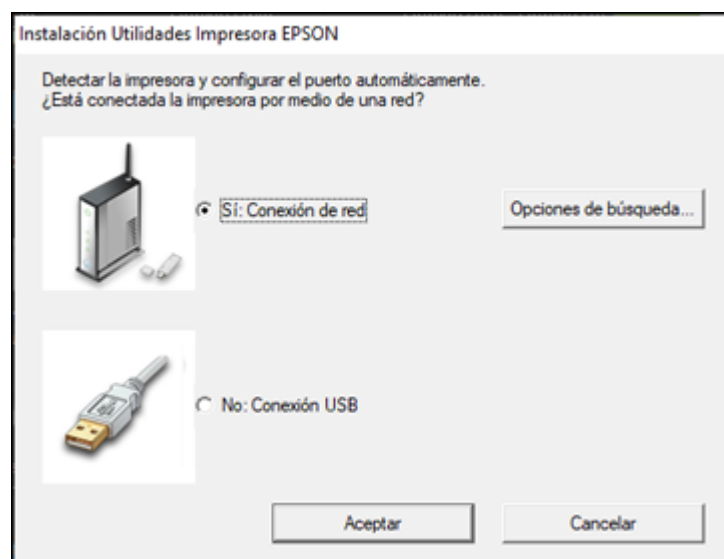 Instalación Utilidades Impresora EPSON
Detectar la impresora y configurar el puerto automáticamente.
¿Está conectada la impresora por medio de una red?
Sí: Conexión de red
Opciones de búsqueda...
No: Conexión USB
Aceptar
Cancelar